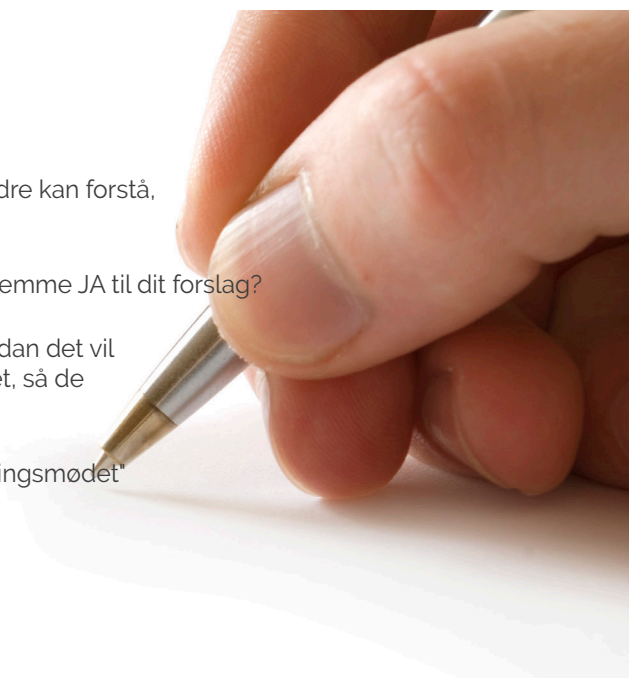 dre kan forstå,
emme JA til dit forslag?
dan det vil
et, så de
ingsmødet"